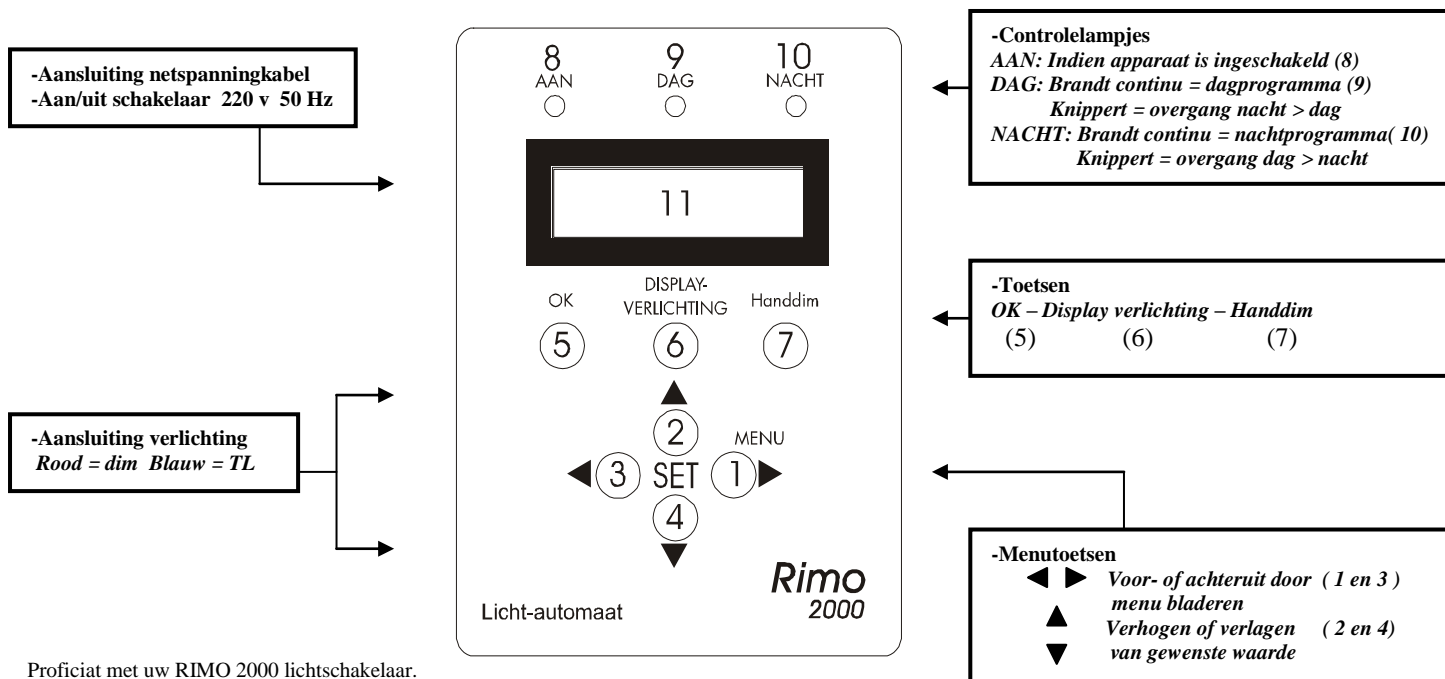 -Aansluiting netspanningkabel
-Aan/uit schakelaar 220 v 50 Hz
-Aansluiting verlichting
Rood = dim Blauw = TL
8 9 10
AAN DAG NACHT
11
OK DISPLAY-VERLICHTING Handdim
5 6 7
2
MENU
3 SET 1
4
Rimo
2000
Licht-automaat
-Controlelampjes
AAN: Indien apparaat is ingeschakeld (8)
DAG: Brandt continu = dagprogramma (9)
Knippert = overgang nacht > dag
NACHT: Brandt continu = nachtprogramma( 10)
Knippert = overgang dag > nacht
-Toetsen
OK – Display verlichting – Handdim
(5) (6) (7)
-Menutoetsen
◄ ► Voor- of achteruit door ( 1 en 3 )
menu bladeren
▲ Verhogen of verlagen ( 2 en 4)
▼ van gewenste waarde
Proficiat met uw RIMO 2000 lichtschakelaar.